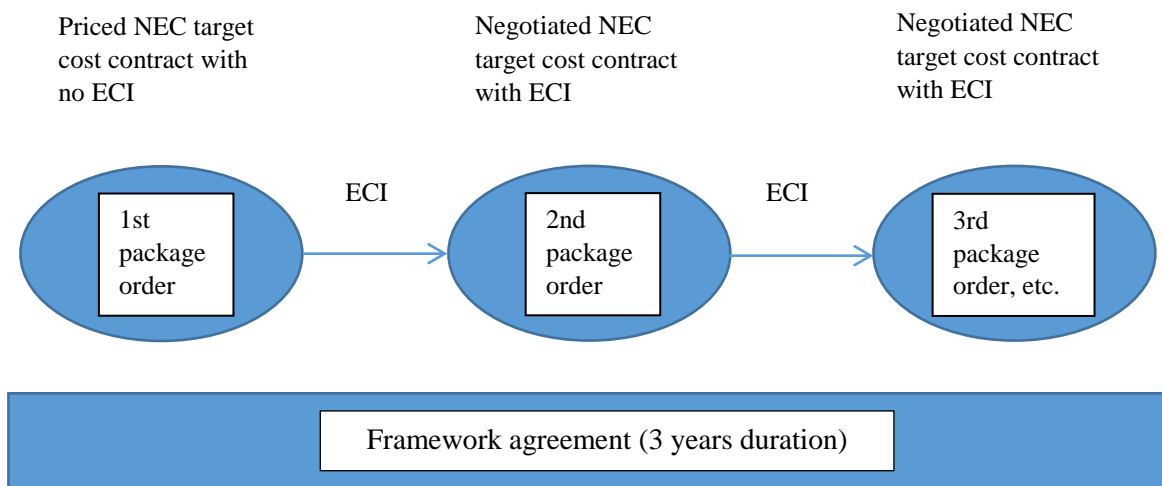 Priced NEC target
cost contract with
no ECI
Negotiated NEC
target cost contract
with ECI
Negotiated NEC
target cost contract
with ECI
1st
package
order
ECI
2nd
package
order
ECI
3rd
package
order, etc.
Framework agreement (3 years duration)